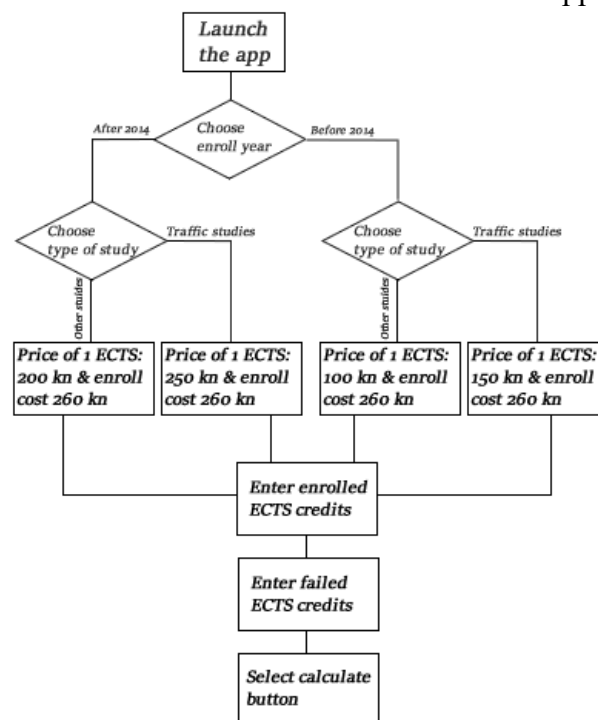 Launch
the app
After 2014
Choose
enroll year
Before 2014
Choose
type of study
Traffic studies
Choose
type of study
Traffic studies
Other stuides
Other stuides
Price of 1 ECTS:
200 kn & enroll
cost 260 kn
Price of 1 ECTS:
250 kn & enroll
cost 260 kn
Price of 1 ECTS:
100 kn & enroll
cost 260 kn
Price of 1 ECTS:
150 kn & enroll
cost 260 kn
Enter enrolled
ECTS credits
Enter failed
ECTS credits
Select calculate
button